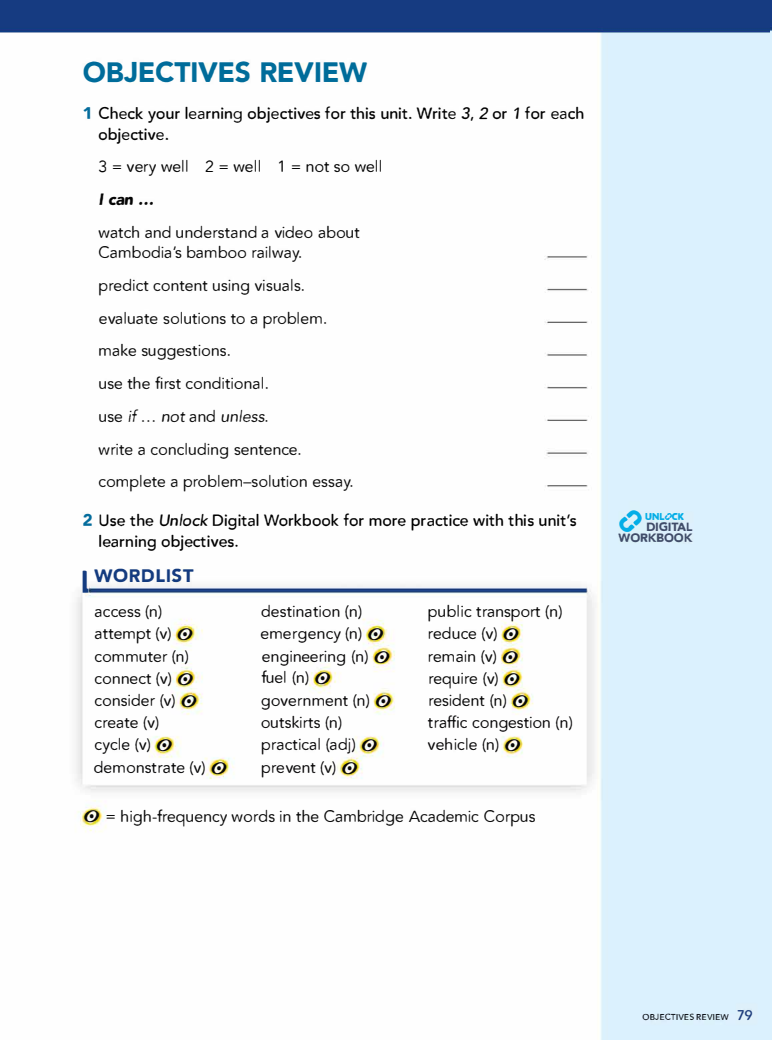 OBJECTIVES REVIEW
1 Check your learning objectives for this unit. Write 3, 2 or 1 for each
objective.
3 = very well 2 = well 1 = not so well
I can ...
watch and understand a video about
Cambodia's bamboo railway.
predict content using visuals.
evaluate solutions to a problem.
make suggestions.
use the first conditional.
use if ... not and unless.
write a concluding sentence.
complete a problem–solution essay.
2 Use the Unlock Digital Workbook for more practice with this unit's
learning objectives.
UNLOCK
DIGITAL
WORKBOOK
WORDLIST
access (n)
attempt (v)
commuter (n)
connect (v)
consider (v)
create (v)
cycle (v)
demonstrate (v)
destination (n)
emergency (n)
engineering (n)
fuel (n)
government (n)
outskirts (n)
practical (adj)
prevent (v)
public transport (n)
reduce (v)
remain (v)
require (v)
resident (n)
traffic congestion (n)
vehicle (n)
= high-frequency words in the Cambridge Academic Corpus
OBJECTIVES REVIEW 79